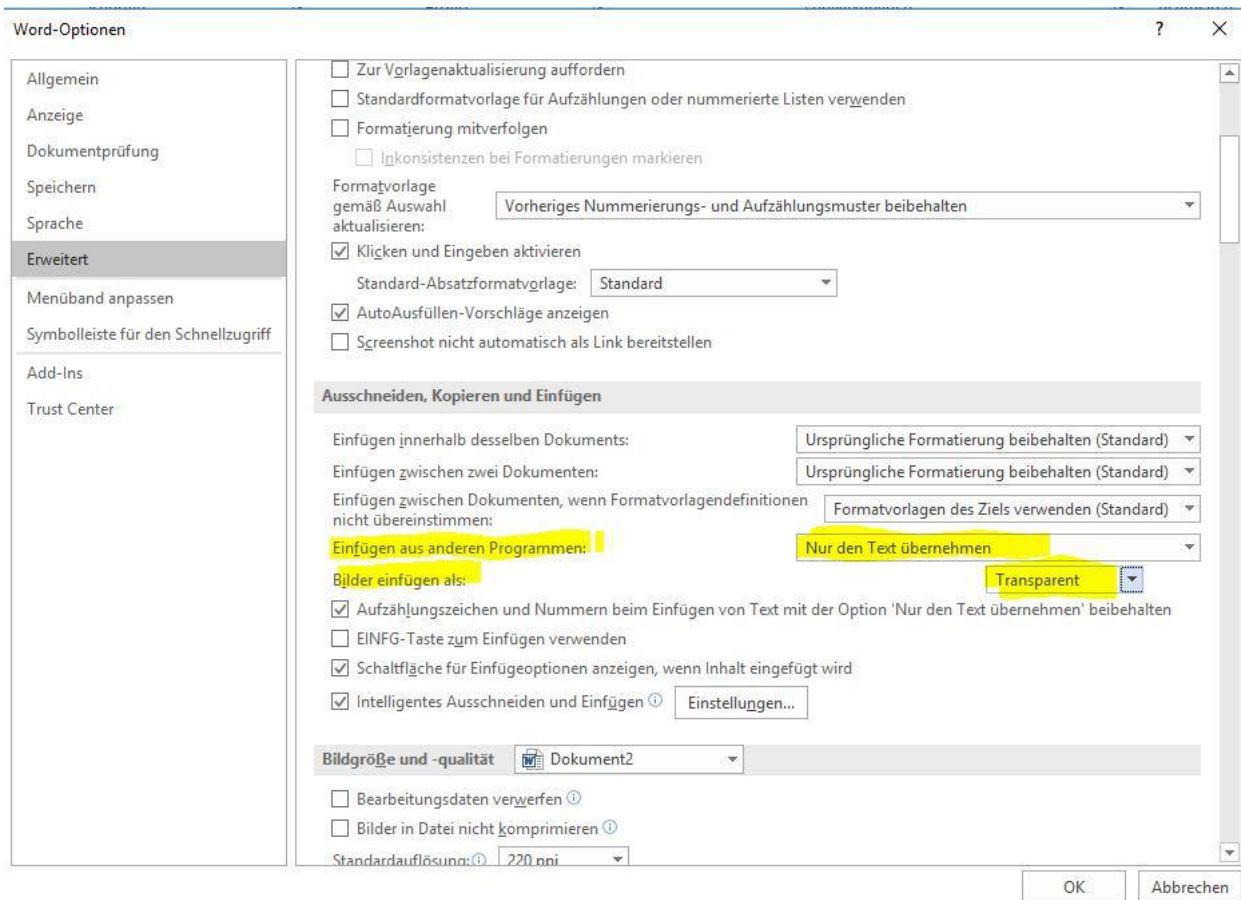 Word-Optionen
?
Allgemein
Anzeige
Dokumentprüfung
Speichern
Sprache
Erweitert
Menüband anpassen
Symbolleiste für den Schnellzugriff
Add-Ins
Trust Center
Zur Vorlagenaktualisierung auffordern
Standardformatvorlage für Aufzählungen oder nummerierte Listen verwenden
Formatierung mitverfolgen
Inkonsistenzen bei Formatierungen markieren
Formatvorlage
gemäß Auswahl
aktualisieren:
Vorheriges Nummerierungs- und Aufzählungsmuster beibehalten
Klicken und Eingeben aktivieren
Standard-Absatzformatvorlage: Standard
AutoAusfüllen-Vorschläge anzeigen
Screenshot nicht automatisch als Link bereitstellen
Ausschneiden, Kopieren und Einfügen
Einfügen innerhalb desselben Dokuments: Ursprüngliche Formatierung beibehalten (Standard)
Einfügen zwischen zwei Dokumenten: Ursprüngliche Formatierung beibehalten (Standard)
Einfügen zwischen Dokumenten, wenn Formatvorlagendefinitionen
nicht übereinstimmen:
Formatvorlagen des Ziels verwenden (Standard)
Einfügen aus anderen Programmen: Nur den Text übernehmen
Bilder einfügen als: Transparent
Aufzählungszeichen und Nummern beim Einfügen von Text mit der Option 'Nur den Text übernehmen' beibehalten
EINFG-Taste zum Einfügen verwenden
Schaltfläche für Einfügeoptionen anzeigen, wenn Inhalt eingefügt wird
Intelligentes Ausschneiden und Einfügen Einstellungen...
Bildgröße und -qualität Dokument2
Bearbeitungsdaten verwerfen
Bilder in Datei nicht komprimieren
Standardauflösung: 220 ppi
OK Abbrechen